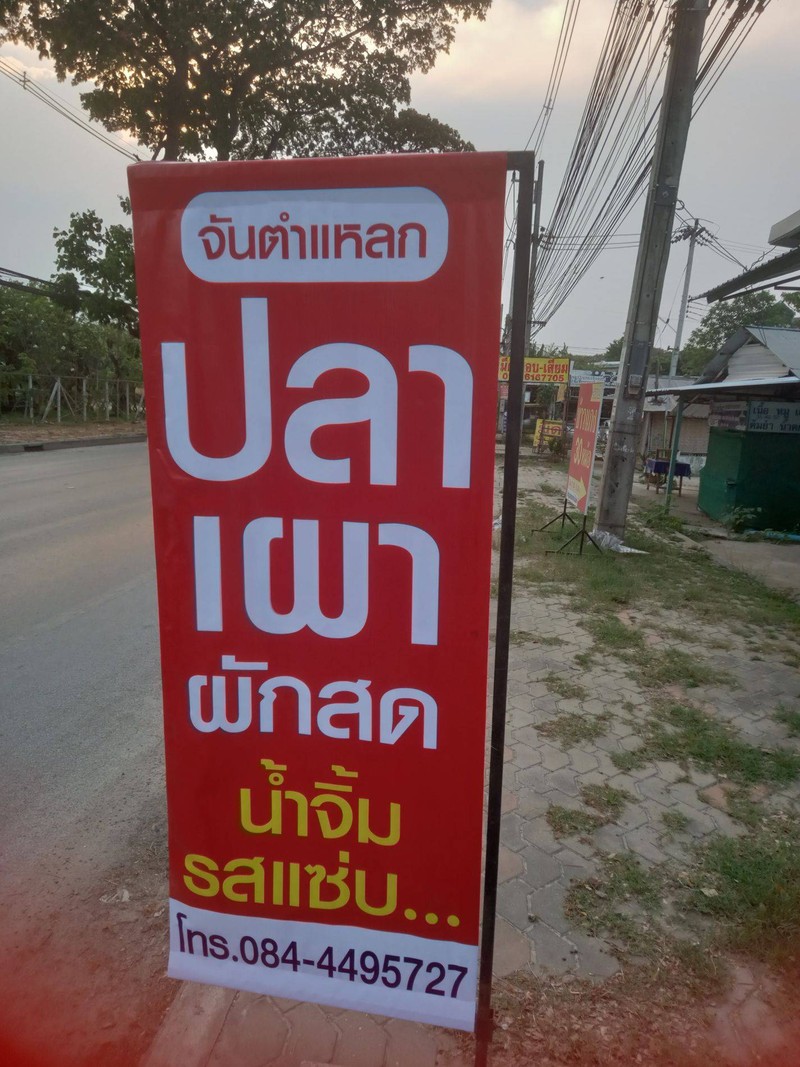 จันตำแหลก
ปลา
เผา
ผักสด
น้ำจิ้ม
รสแซ่บ...
โทร.084-4495727